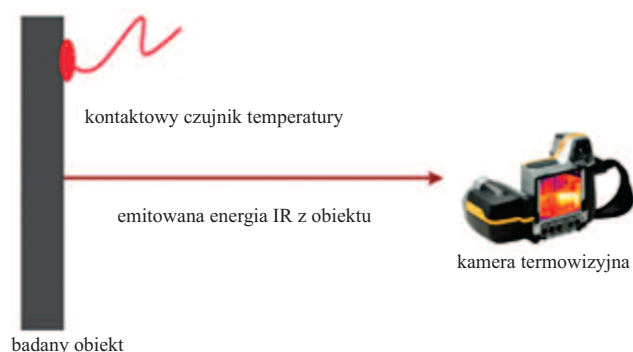 kontaktowy czujnik temperatury
emitowana energia IR z obiektu
kamera termowizyjna
badany obiekt